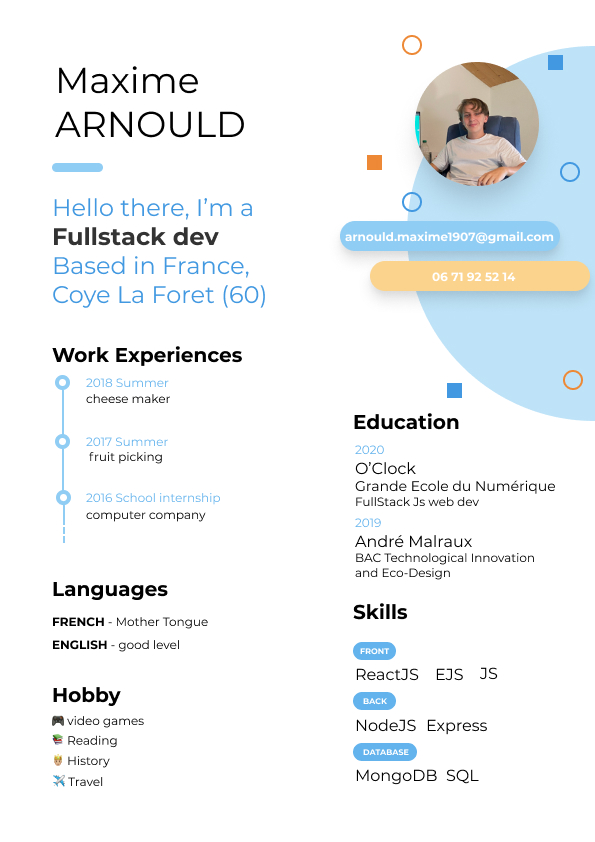 Maxime
ARNOULD
Hello there, I’m a
Fullstack dev
Based in France,
Coye La Foret (60)
arnould.maxime1907@gmail.com
06 71 92 52 14
Work Experiences
2018 Summer
cheese maker
2017 Summer
fruit picking
2016 School internship
computer company
Languages
FRENCH - Mother Tongue
ENGLISH - good level
Hobby
🎮 video games
📚 Reading
🤴 History
✈️ Travel
Education
2020
O’Clock
Grande Ecole du Numérique
FullStack Js web dev
2019
André Malraux
BAC Technological Innovation
and Eco-Design
Skills
FRONT
ReactJS EJS JS
BACK
NodeJS Express
DATABASE
MongoDB SQL